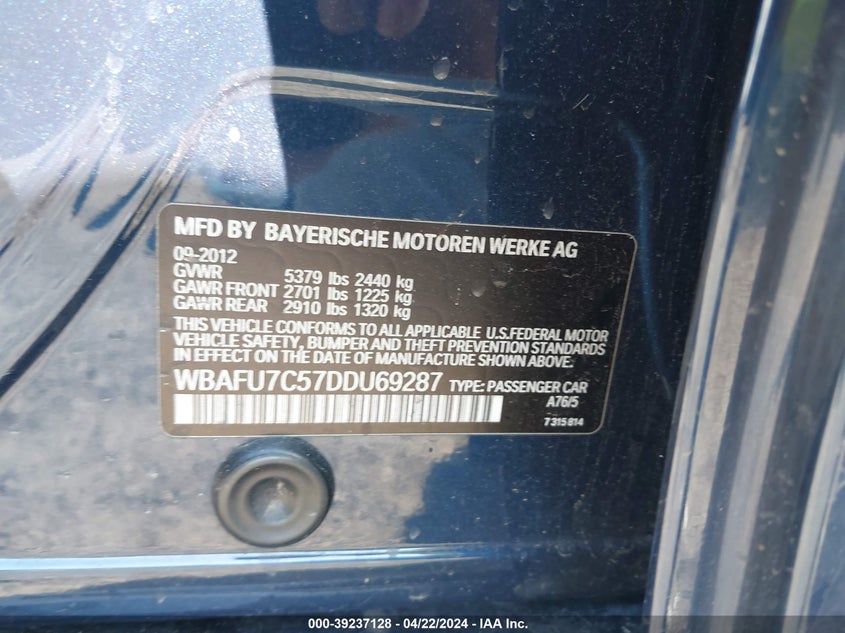 MFD BY BAYERISCHE MOTOREN WERKE AG
09-2012
GVWR 5379 lbs 2440 kg
GAWR FRONT 2701 lbs 1225 kg
GAWR REAR 2910 lbs 1320 kg
THIS VEHICLE CONFORMS TO ALL APPLICABLE U.S.FEDERAL MOTOR
VEHICLE SAFETY, BUMPER AND THEFT PREVENTION STANDARDS
IN EFFECT ON THE DATE OF MANUFACTURE SHOWN ABOVE.
WBAFU7C57DDU69287 TYPE: PASSENGER CAR
A76/5
7315814
000-39237128 - 04/22/2024 - IAA Inc.